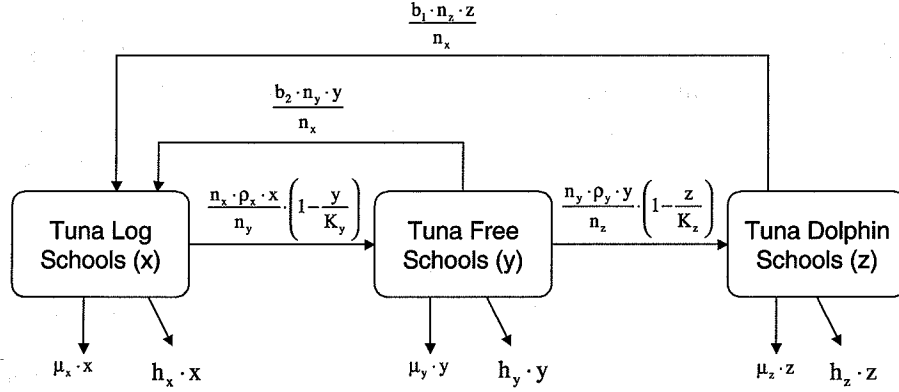 b₁ · n_z · z
n_x
b₂ · n_y · y
n_x
n_x · ρ_x · x
n_y
· (1 − y/K_y)
n_y · ρ_y · y
n_z
· (1 − z/K_z)
Tuna Log
Schools (x)
Tuna Free
Schools (y)
Tuna Dolphin
Schools (z)
μ_x · x
h_x · x
μ_y · y
h_y · y
μ_z · z
h_z · z